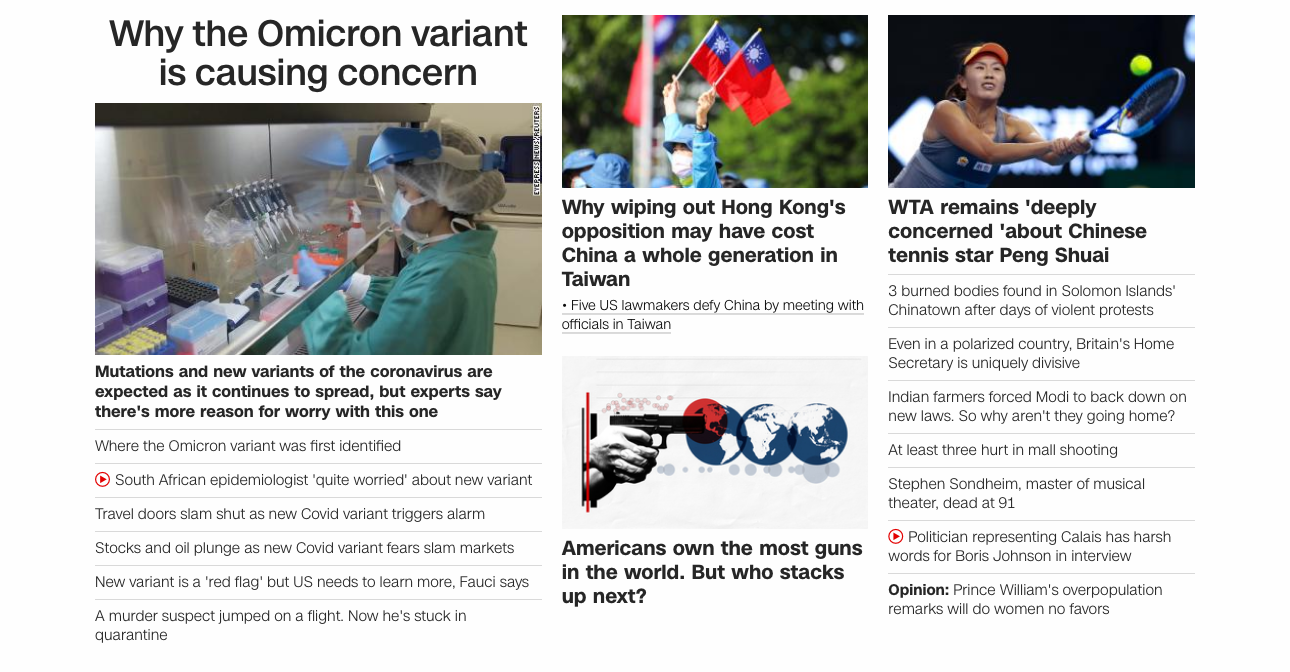 Why the Omicron variant
is causing concern
EYEPRESS NEWS/REUTERS
Mutations and new variants of the coronavirus are
expected as it continues to spread, but experts say
there's more reason for worry with this one
Where the Omicron variant was first identified
South African epidemiologist 'quite worried' about new variant
Travel doors slam shut as new Covid variant triggers alarm
Stocks and oil plunge as new Covid variant fears slam markets
New variant is a 'red flag' but US needs to learn more, Fauci says
A murder suspect jumped on a flight. Now he's stuck in
quarantine
Why wiping out Hong Kong's
opposition may have cost
China a whole generation in
Taiwan
• Five US lawmakers defy China by meeting with
officials in Taiwan
Americans own the most guns
in the world. But who stacks
up next?
WTA remains 'deeply
concerned 'about Chinese
tennis star Peng Shuai
3 burned bodies found in Solomon Islands'
Chinatown after days of violent protests
Even in a polarized country, Britain's Home
Secretary is uniquely divisive
Indian farmers forced Modi to back down on
new laws. So why aren't they going home?
At least three hurt in mall shooting
Stephen Sondheim, master of musical
theater, dead at 91
Politician representing Calais has harsh
words for Boris Johnson in interview
Opinion: Prince William's overpopulation
remarks will do women no favors